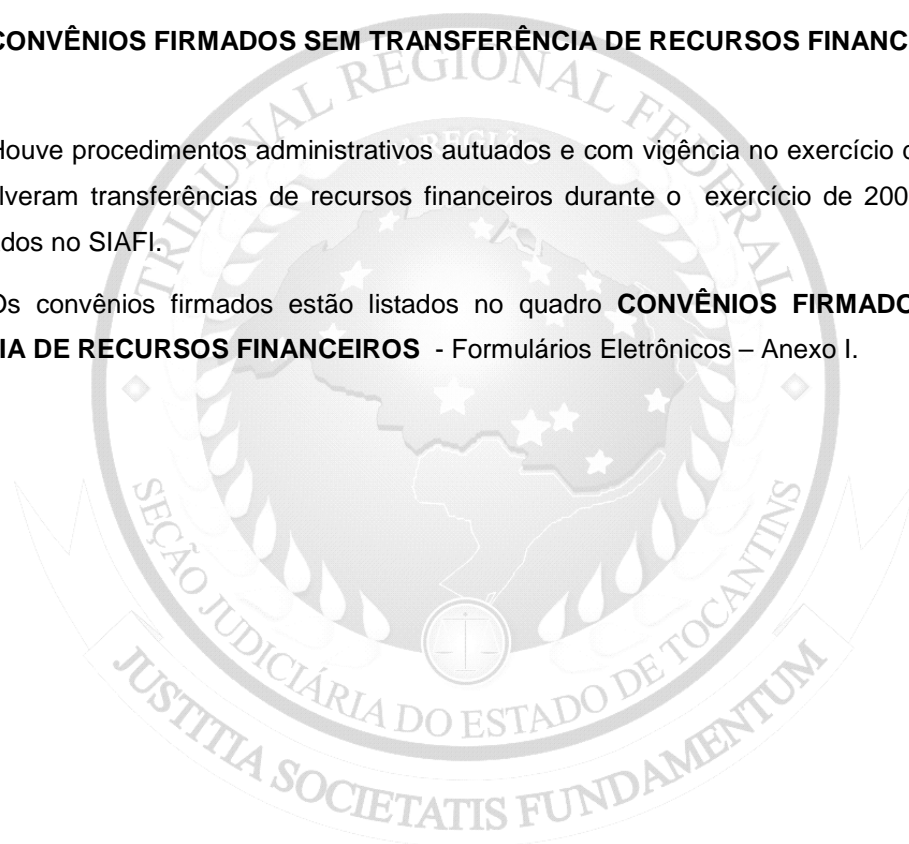 CONVÊNIOS FIRMADOS SEM TRANSFERÊNCIA DE RECURSOS FINANC
Houve procedimentos administrativos autuados e com vigência no exercício
lveram transferências de recursos financeiros durante o exercício de 200
dos no SIAFI.
Os convênios firmados estão listados no quadro CONVÊNIOS FIRMADO
IA DE RECURSOS FINANCEIROS - Formulários Eletrônicos – Anexo I.
TRIBUNAL REGIONAL FEDERAL
REGIÃO
SEÇÃO JUDICIÁRIA DO ESTADO DE TOCANTINS
JUSTITIA SOCIETATIS FUNDAMENTUM